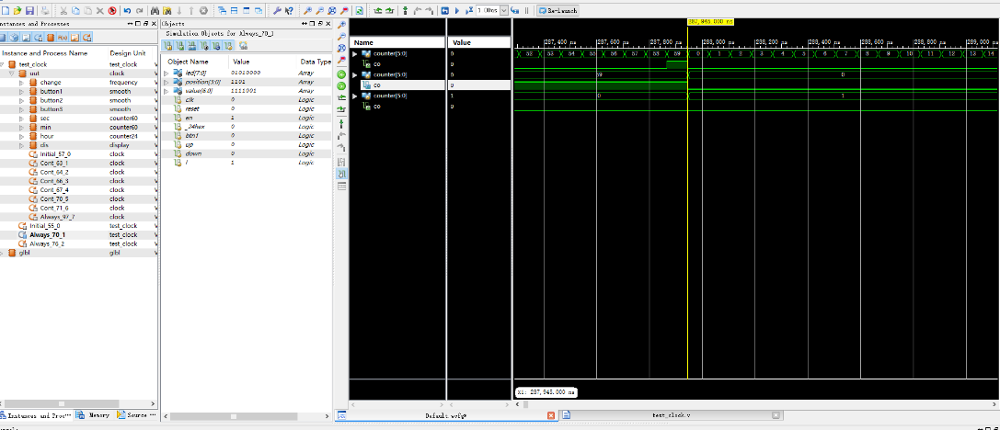 1.00us
Re-launch
Instances and Processes
Instance and Process Name Design Unit
test_clock test_clock
uut clock
change frequency
button1 smooth
button2 smooth
button3 smooth
sec counter60
min counter60
hour counter24
dis display
Initial_57_0 clock
Cont_63_1 clock
Cont_64_2 clock
Cont_66_3 clock
Cont_67_4 clock
Cont_70_5 clock
Cont_71_6 clock
Always_97_7 clock
Initial_55_0 test_clock
Always_70_1 test_clock
Always_76_2 test_clock
glbl glbl
Instances and Proc
Memory
Source
Objects
Simulation Objects for Always_70_1
Object Name Value Data Type
led[7:0] 01010000 Array
position[3:0] 1101 Array
value[6:0] 1111001 Array
clk 0 Logic
reset 0 Logic
en 1 Logic
_24hex 0 Logic
btn1 0 Logic
up 0 Logic
down 0 Logic
Logic
Name Value
counter[5:0] 0
co 0
counter[5:0] 0
co 0
counter[5:0] 1
co 0
287,945.000 ns
287,400 ns 287,600 ns 287,800 ns 288,000 ns 288,200 ns 288,400 ns 288,600 ns 288,800 ns 289,000 ns
52 53 54 55 56 57 58 59 0 1 2 3 4 5 6 7 8 9 10 11 12 13 14
59 0
0 1
X1: 287,945.000 ns
Default.wcfg*
test_clock.v